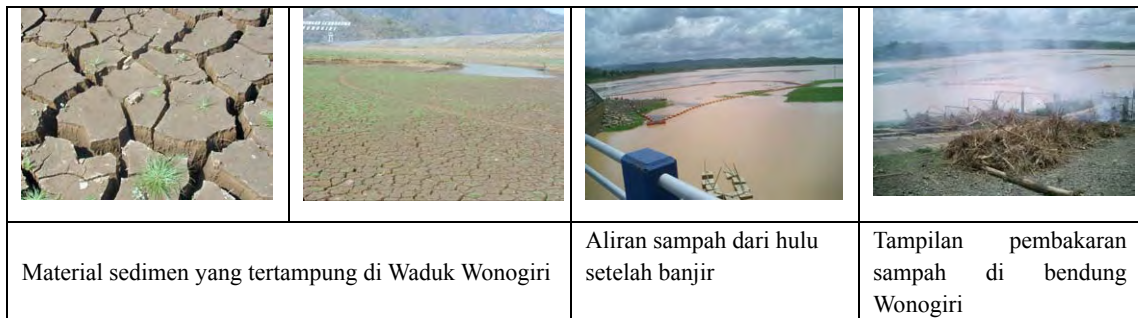 Material sedimen yang tertampung di Waduk Wonogiri
Aliran sampah dari hulu
setelah banjir
Tampilan pembakaran
sampah di bendung
Wonogiri